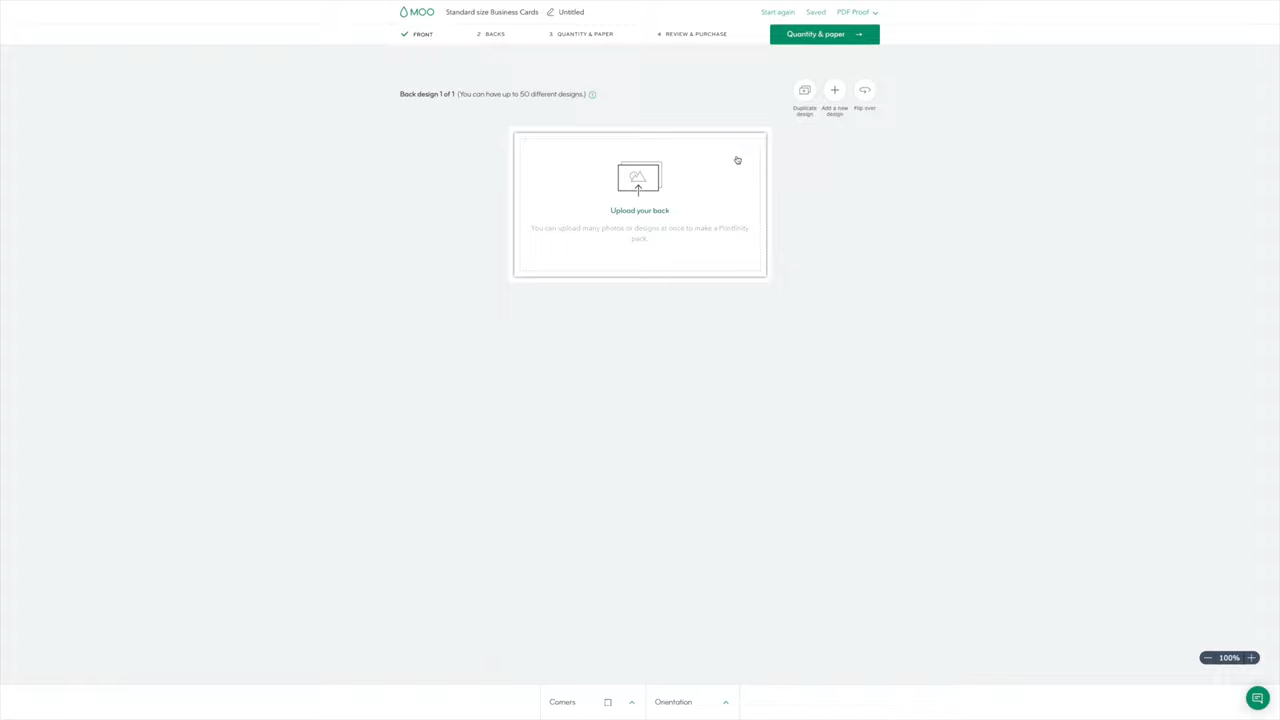 MOO Standard size Business Cards Untitled Start again Saved PDF Proof
FRONT 2 BACKS 3 QUANTITY & PAPER 4 REVIEW & PURCHASE Quantity & paper →
Back design 1 of 1 (You can have up to 50 different designs.)
Duplicate design
Add a new design
Flip over
Upload your back
You can upload many photos or designs at once to make a Printfinity
pack.
100%
Corners Orientation